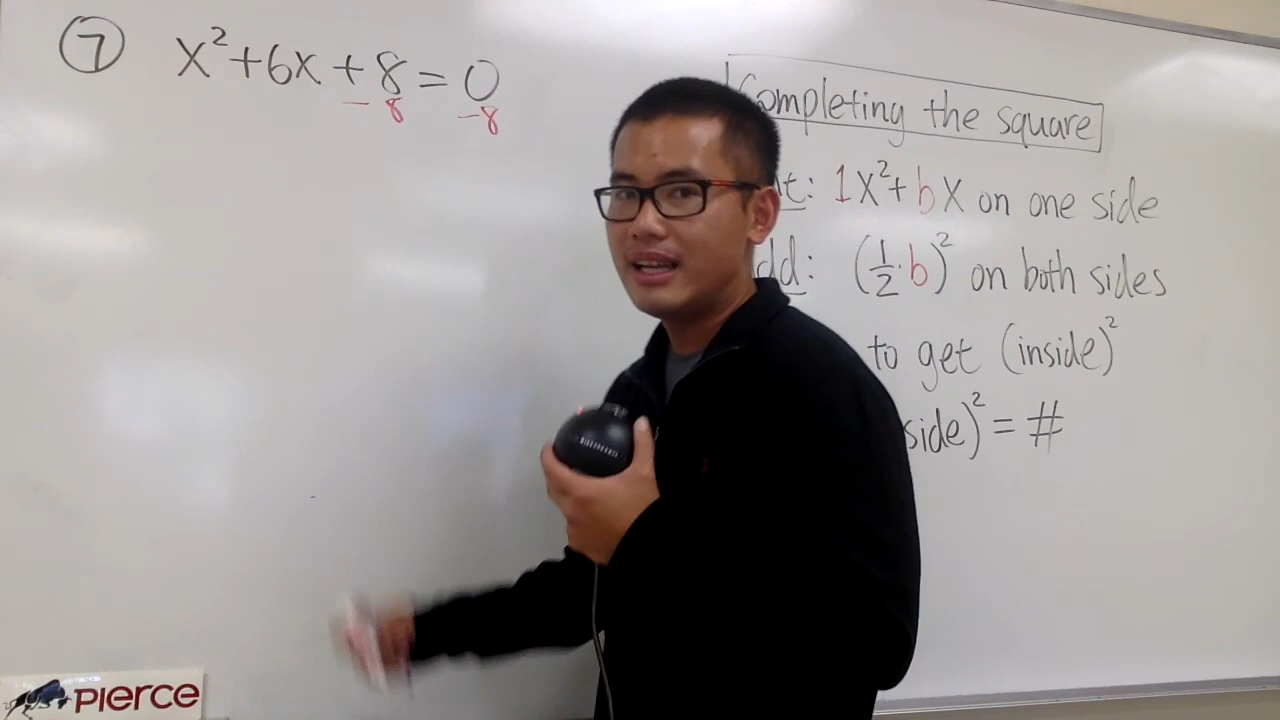 7 x²+6x+8=0
-8 -8
Completing the square
1x²+bx on one side
(1/2·b)² on both sides
to get (inside)²
)²=#
Pierce